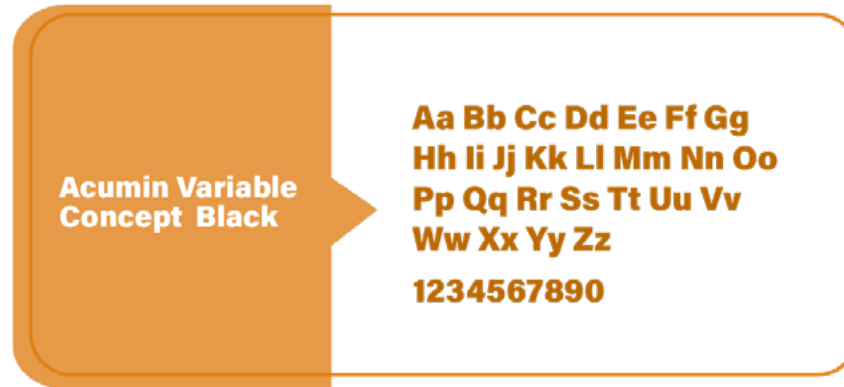 Acumin Variable
Concept Black
Aa Bb Cc Dd Ee Ff Gg
Hh Ii Jj Kk Ll Mm Nn Oo
Pp Qq Rr Ss Tt Uu Vv
Ww Xx Yy Zz
1234567890